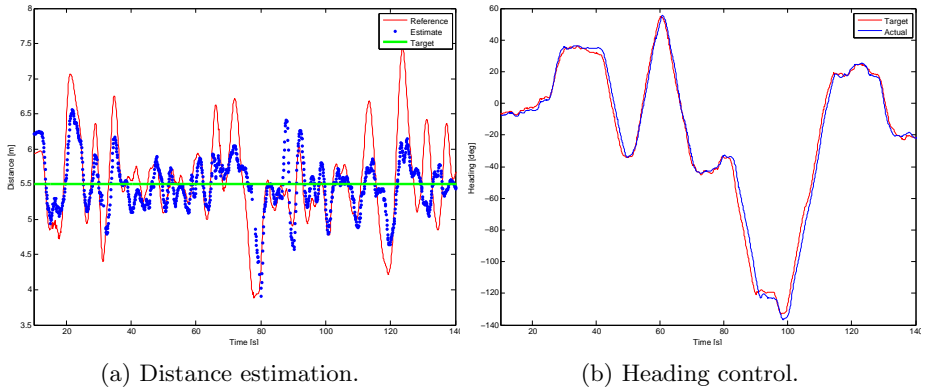 8
7.5
7
6.5
6
5.5
5
4.5
4
3.5
Distance [m]
20 40 60 80 100 120 140
Time [s]
Reference
Estimate
Target
(a) Distance estimation.
60
40
20
0
−20
−40
−60
−80
−100
−120
−140
Heading [deg]
20 40 60 80 100 120 140
Time [s]
Target
Actual
(b) Heading control.